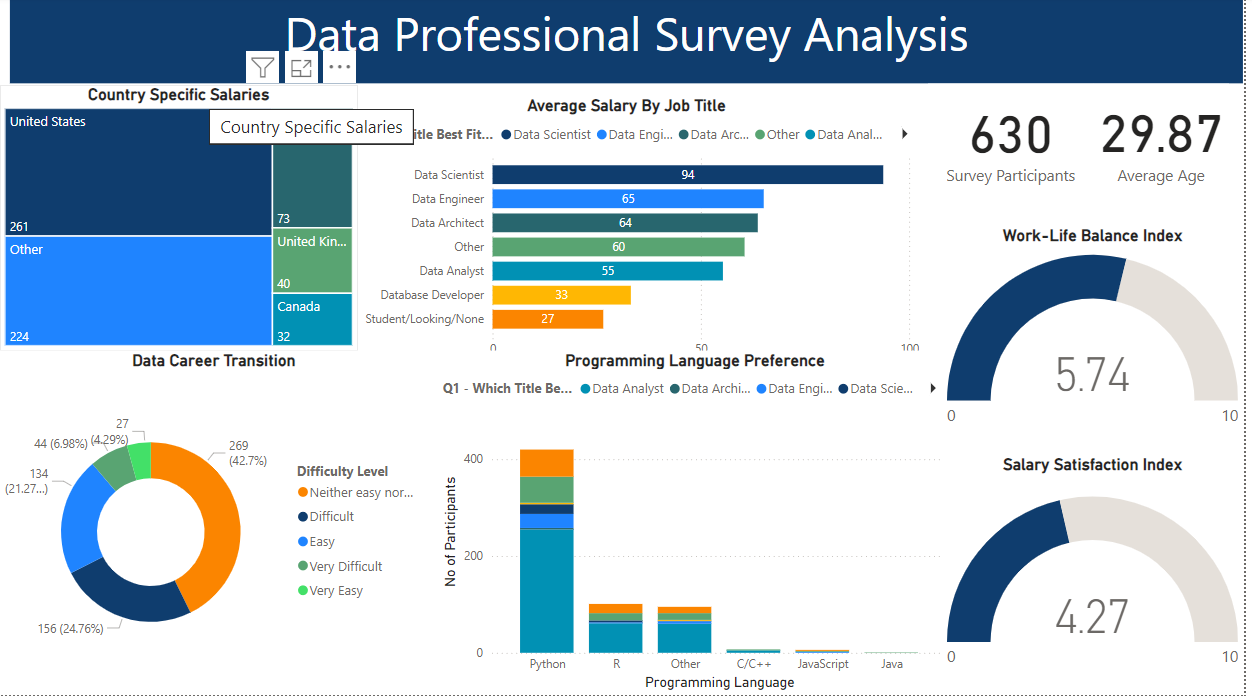 Data Professional Survey Analysis
Country Specific Salaries
Country Specific Salaries
United States
261
Other
224
73
United Kin...
40
Canada
32
Average Salary By Job Title
itle Best Fit... Data Scientist Data Engi... Data Arc... Other Data Anal...
Data Scientist 94
Data Engineer 65
Data Architect 64
Other 60
Data Analyst 55
Database Developer 33
Student/Looking/None 27
0 50 100
630
Survey Participants
29.87
Average Age
Work-Life Balance Index
5.74
0 10
Data Career Transition
27
(4.29%)
44 (6.98%)
134
(21.27...)
269
(42.7%)
156 (24.76%)
Difficulty Level
Neither easy nor...
Difficult
Easy
Very Difficult
Very Easy
Programming Language Preference
Q1 - Which Title Be... Data Analyst Data Archi... Data Engi... Data Scie...
No of Participants
400
200
0
Python R Other C/C++ JavaScript Java
Programming Language
Salary Satisfaction Index
4.27
0 10